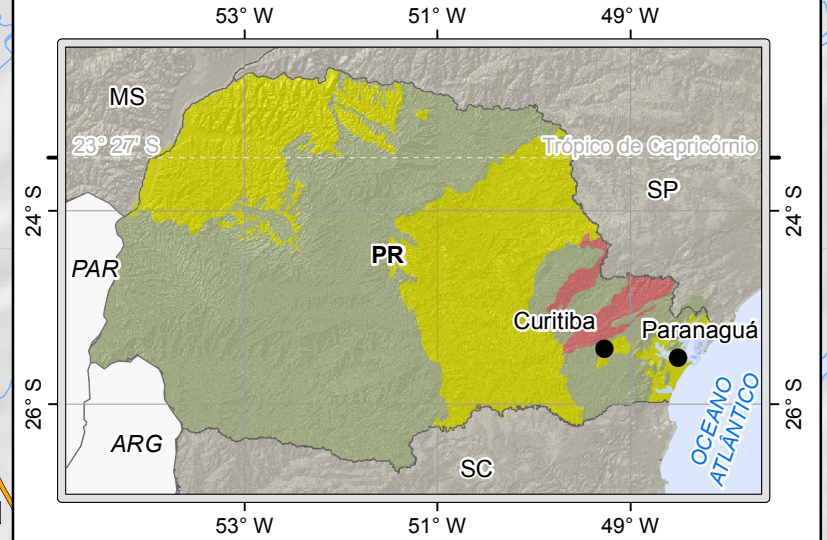 53° W 51° W 49° W
MS
23° 27' S Trópico de Capricórnio
SP
24° S 24° S
PR
PAR
Curitiba Paranaguá
26° S 26° S
OCEANO
ATLÂNTICO
ARG
SC
53° W 51° W 49° W